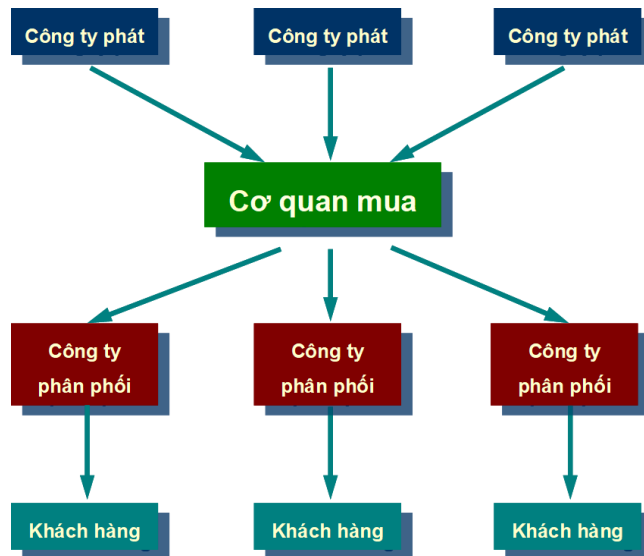 Công ty phát
Công ty phát
Công ty phát
Cơ quan mua
Công ty
phân phối
Công ty
phân phối
Công ty
phân phối
Khách hàng
Khách hàng
Khách hàng